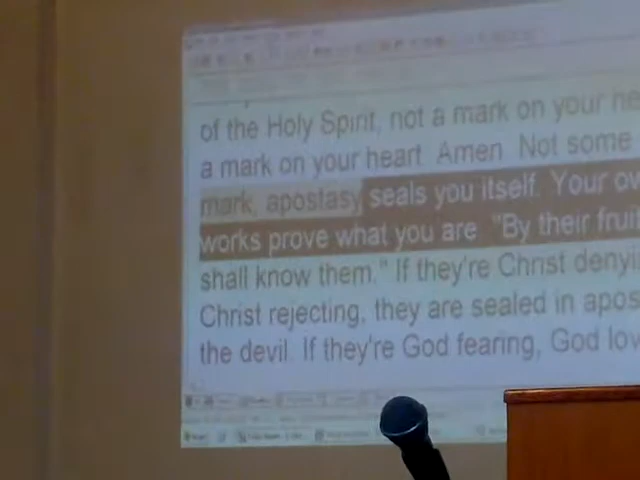 of the Holy Spirit, not a mark on your
a mark on your heart. Amen. Not some
mark, apostasy seals you itself. Your
works prove what you are. "By their
shall know them." If they're Christ
Christ rejecting, they are sealed in
the devil. If they're God fearing, God